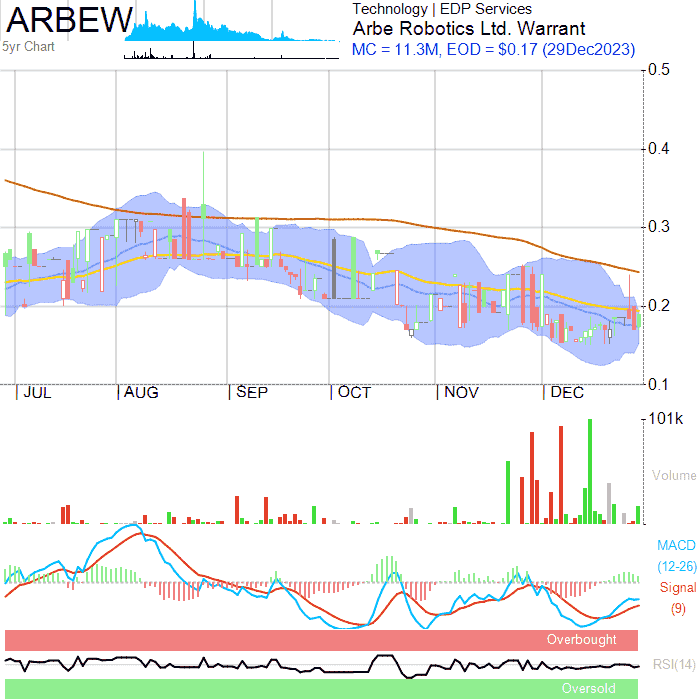 ARBEW
5yr Chart
Technology | EDP Services
Arbe Robotics Ltd. Warrant
MC = 11.3M, EOD = $0.17 (29Dec2023)
0.5
0.4
0.3
0.2
0.1
JUL AUG SEP OCT NOV DEC
101k
Volume
MACD
(12-26)
Signal
(9)
Overbought
RSI(14)
Oversold